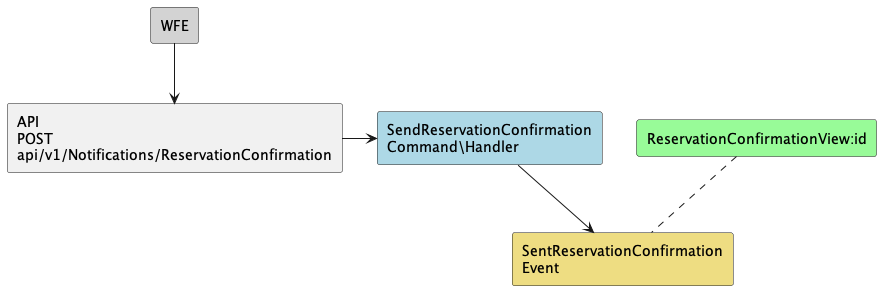 WFE
API
POST
api/v1/Notifications/ReservationConfirmation
SendReservationConfirmation
Command\Handler
ReservationConfirmationView:id
SentReservationConfirmation
Event